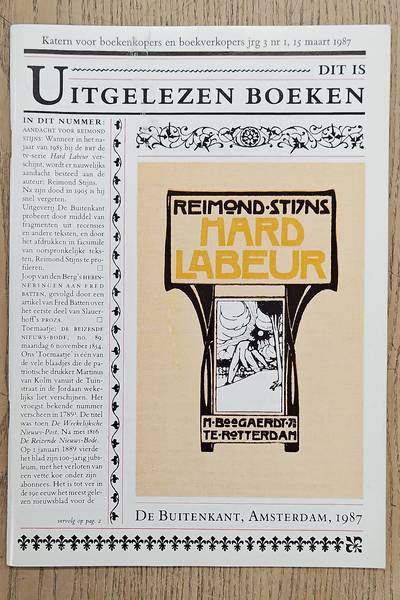 Katern voor boekenkopers en boekverkopers jrg 3 nr 1, 15 maart 1987
DIT IS
UITGELEZEN BOEKEN
IN DIT NUMMER:
AANDACHT VOOR REIMOND
STIJNS: Wanneer in het na-
jaar van 1985 bij de BRT de
tv-serie Hard Labeur ver-
schijnt, wordt er nauwelijks
aandacht besteed aan de
auteur: Reimond Stijns.
Na zijn dood in 1905 is hij
snel vergeten.
Uitgeverij De Buitenkant
probeert door middel van
fragmenten uit recensies
en andere teksten, en door
het afdrukken in facsimile
van oorspronkelijke teks-
ten, Reimond Stijns te pro-
fileren.
Joop van den Berg's HERIN-
NERINGEN AAN FRED
BATTEN, gevolgd door een
artikel van Fred Batten over
het eerste deel van Slauer-
hoff's PROZA.
Tormaatje: DE REIZENDE
NIEUWS-BODE, no. 89.
maandag 6 november 1854.
Ons 'Tormaatje' is één van
de vele blaadjes die de pa-
triottische drukker Martinus
van Kolm vanuit de Tuin-
straat in de Jordaan weke-
lijks liet verschijnen. Het
vroegst bekende nummer
verscheen in 1789. De titel
was toen De Weekelijksche
Nieuws-Post. Na mei 1816
De Reizende Nieuws-Bode.
Op 1 januari 1889 vierde
het blad zijn 100-jarig jubi-
leum, met het verloten van
een vette koe onder zijn
abonnees. Het is tot ver in
de 19e eeuw het meest gele-
zen nieuwsblad voor de
vervolg op pag. 2
REIMOND·STIJNS
HARD
LABEUR
M·BOOGAERDT·JR
TE·ROTTERDAM
DE BUITENKANT, AMSTERDAM, 1987